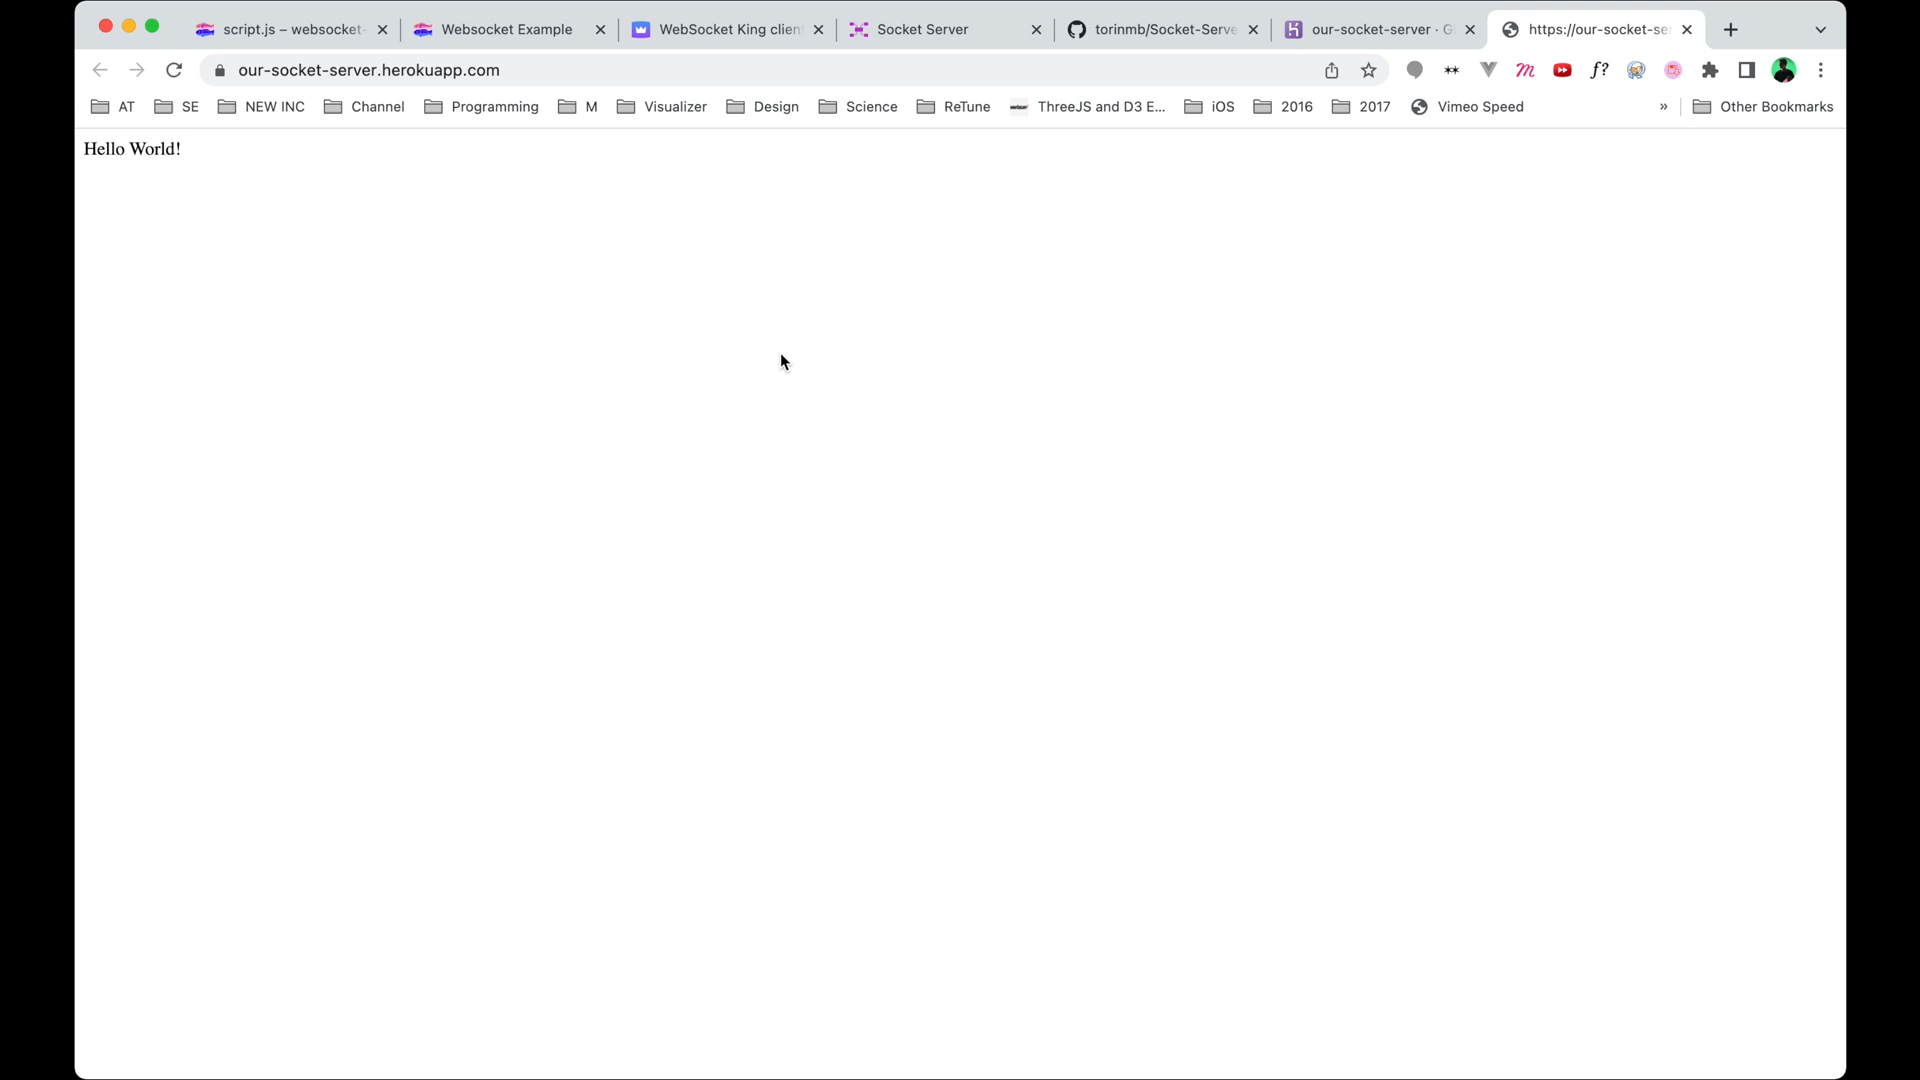 script.js – websocket-
Websocket Example
WebSocket King clien
Socket Server
torinmb/Socket-Serve
our-socket-server · G
https://our-socket-se
our-socket-server.herokuapp.com
f?
AT
SE
NEW INC
Channel
Programming
M
Visualizer
Design
Science
ReTune
ThreeJS and D3 E...
iOS
2016
2017
Vimeo Speed
»
Other Bookmarks
Hello World!